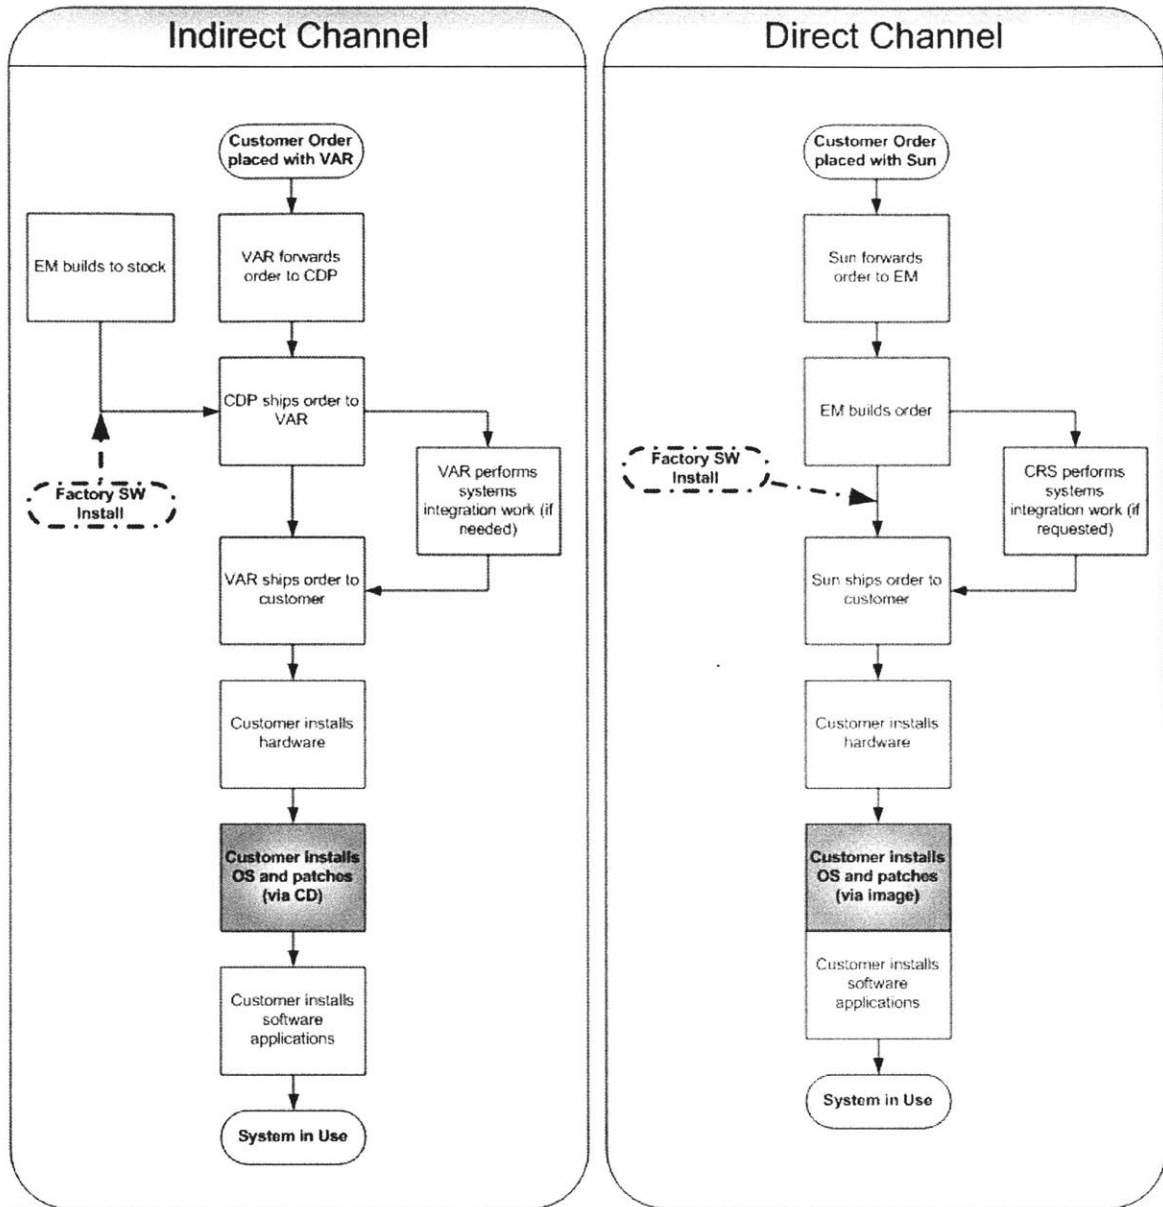 Indirect Channel
Customer Order
placed with VAR
EM builds to stock
VAR forwards
order to CDP
CDP ships order to
VAR
Factory SW
Install
VAR performs
systems
integration work (if
needed)
VAR ships order to
customer
Customer installs
hardware
Customer installs
OS and patches
(via CD)
Customer installs
software
applications
System in Use
Direct Channel
Customer Order
placed with Sun
Sun forwards
order to EM
EM builds order
Factory SW
Install
CRS performs
systems
integration work (if
requested)
Sun ships order to
customer
Customer installs
hardware
Customer installs
OS and patches
(via image)
Customer installs
software
applications
System in Use